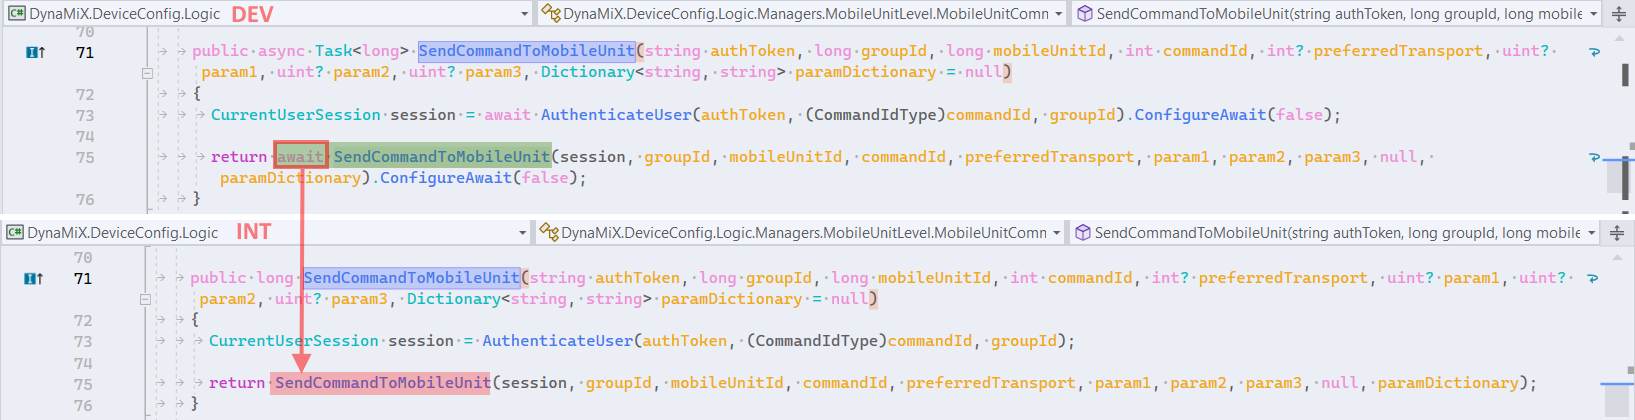 DynaMiX.DeviceConfig.Logic DEV DynaMiX.DeviceConfig.Logic.Managers.MobileUnitLevel.MobileUnitComm SendCommandToMobileUnit(string authToken, long groupId, long mobile
70
71 public async Task<long> SendCommandToMobileUnit(string authToken, long groupId, long mobileUnitId, int commandId, int? preferredTransport, uint?
param1, uint? param2, uint? param3, Dictionary<string, string> paramDictionary = null)
72 {
73 CurrentUserSession session = await AuthenticateUser(authToken, (CommandIdType)commandId, groupId).ConfigureAwait(false);
74
75 return await SendCommandToMobileUnit(session, groupId, mobileUnitId, commandId, preferredTransport, param1, param2, param3, null,
paramDictionary).ConfigureAwait(false);
76 }
DynaMiX.DeviceConfig.Logic INT DynaMiX.DeviceConfig.Logic.Managers.MobileUnitLevel.MobileUnitComm SendCommandToMobileUnit(string authToken, long groupId, long mobile
70
71 public long SendCommandToMobileUnit(string authToken, long groupId, long mobileUnitId, int commandId, int? preferredTransport, uint? param1, uint?
param2, uint? param3, Dictionary<string, string> paramDictionary = null)
72 {
73 CurrentUserSession session = AuthenticateUser(authToken, (CommandIdType)commandId, groupId);
74
75 return SendCommandToMobileUnit(session, groupId, mobileUnitId, commandId, preferredTransport, param1, param2, param3, null, paramDictionary);
76 }